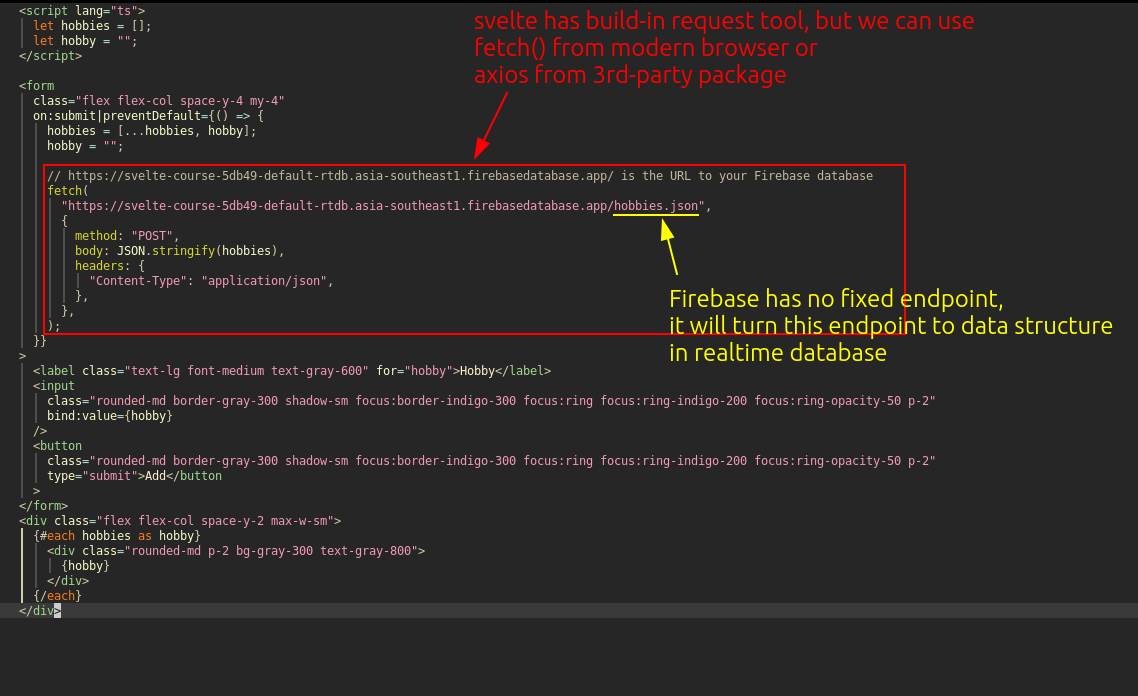 <script lang="ts">
let hobbies = [];
let hobby = "";
</script>
svelte has build-in request tool, but we can use
fetch() from modern browser or
axios from 3rd-party package
<form
class="flex flex-col space-y-4 my-4"
on:submit|preventDefault={() => {
hobbies = [...hobbies, hobby];
hobby = "";
// https://svelte-course-5db49-default-rtdb.asia-southeast1.firebasedatabase.app/ is the URL to your Firebase database
fetch(
"https://svelte-course-5db49-default-rtdb.asia-southeast1.firebasedatabase.app/hobbies.json",
{
method: "POST",
body: JSON.stringify(hobbies),
headers: {
"Content-Type": "application/json",
},
},
);
}}
>
Firebase has no fixed endpoint,
it will turn this endpoint to data structure
in realtime database
<label class="text-lg font-medium text-gray-600" for="hobby">Hobby</label>
<input
class="rounded-md border-gray-300 shadow-sm focus:border-indigo-300 focus:ring focus:ring-indigo-200 focus:ring-opacity-50 p-2"
bind:value={hobby}
/>
<button
class="rounded-md border-gray-300 shadow-sm focus:border-indigo-300 focus:ring focus:ring-indigo-200 focus:ring-opacity-50 p-2"
type="submit">Add</button
>
</form>
<div class="flex flex-col space-y-2 max-w-sm">
{#each hobbies as hobby}
<div class="rounded-md p-2 bg-gray-300 text-gray-800">
{hobby}
</div>
{/each}
</div>